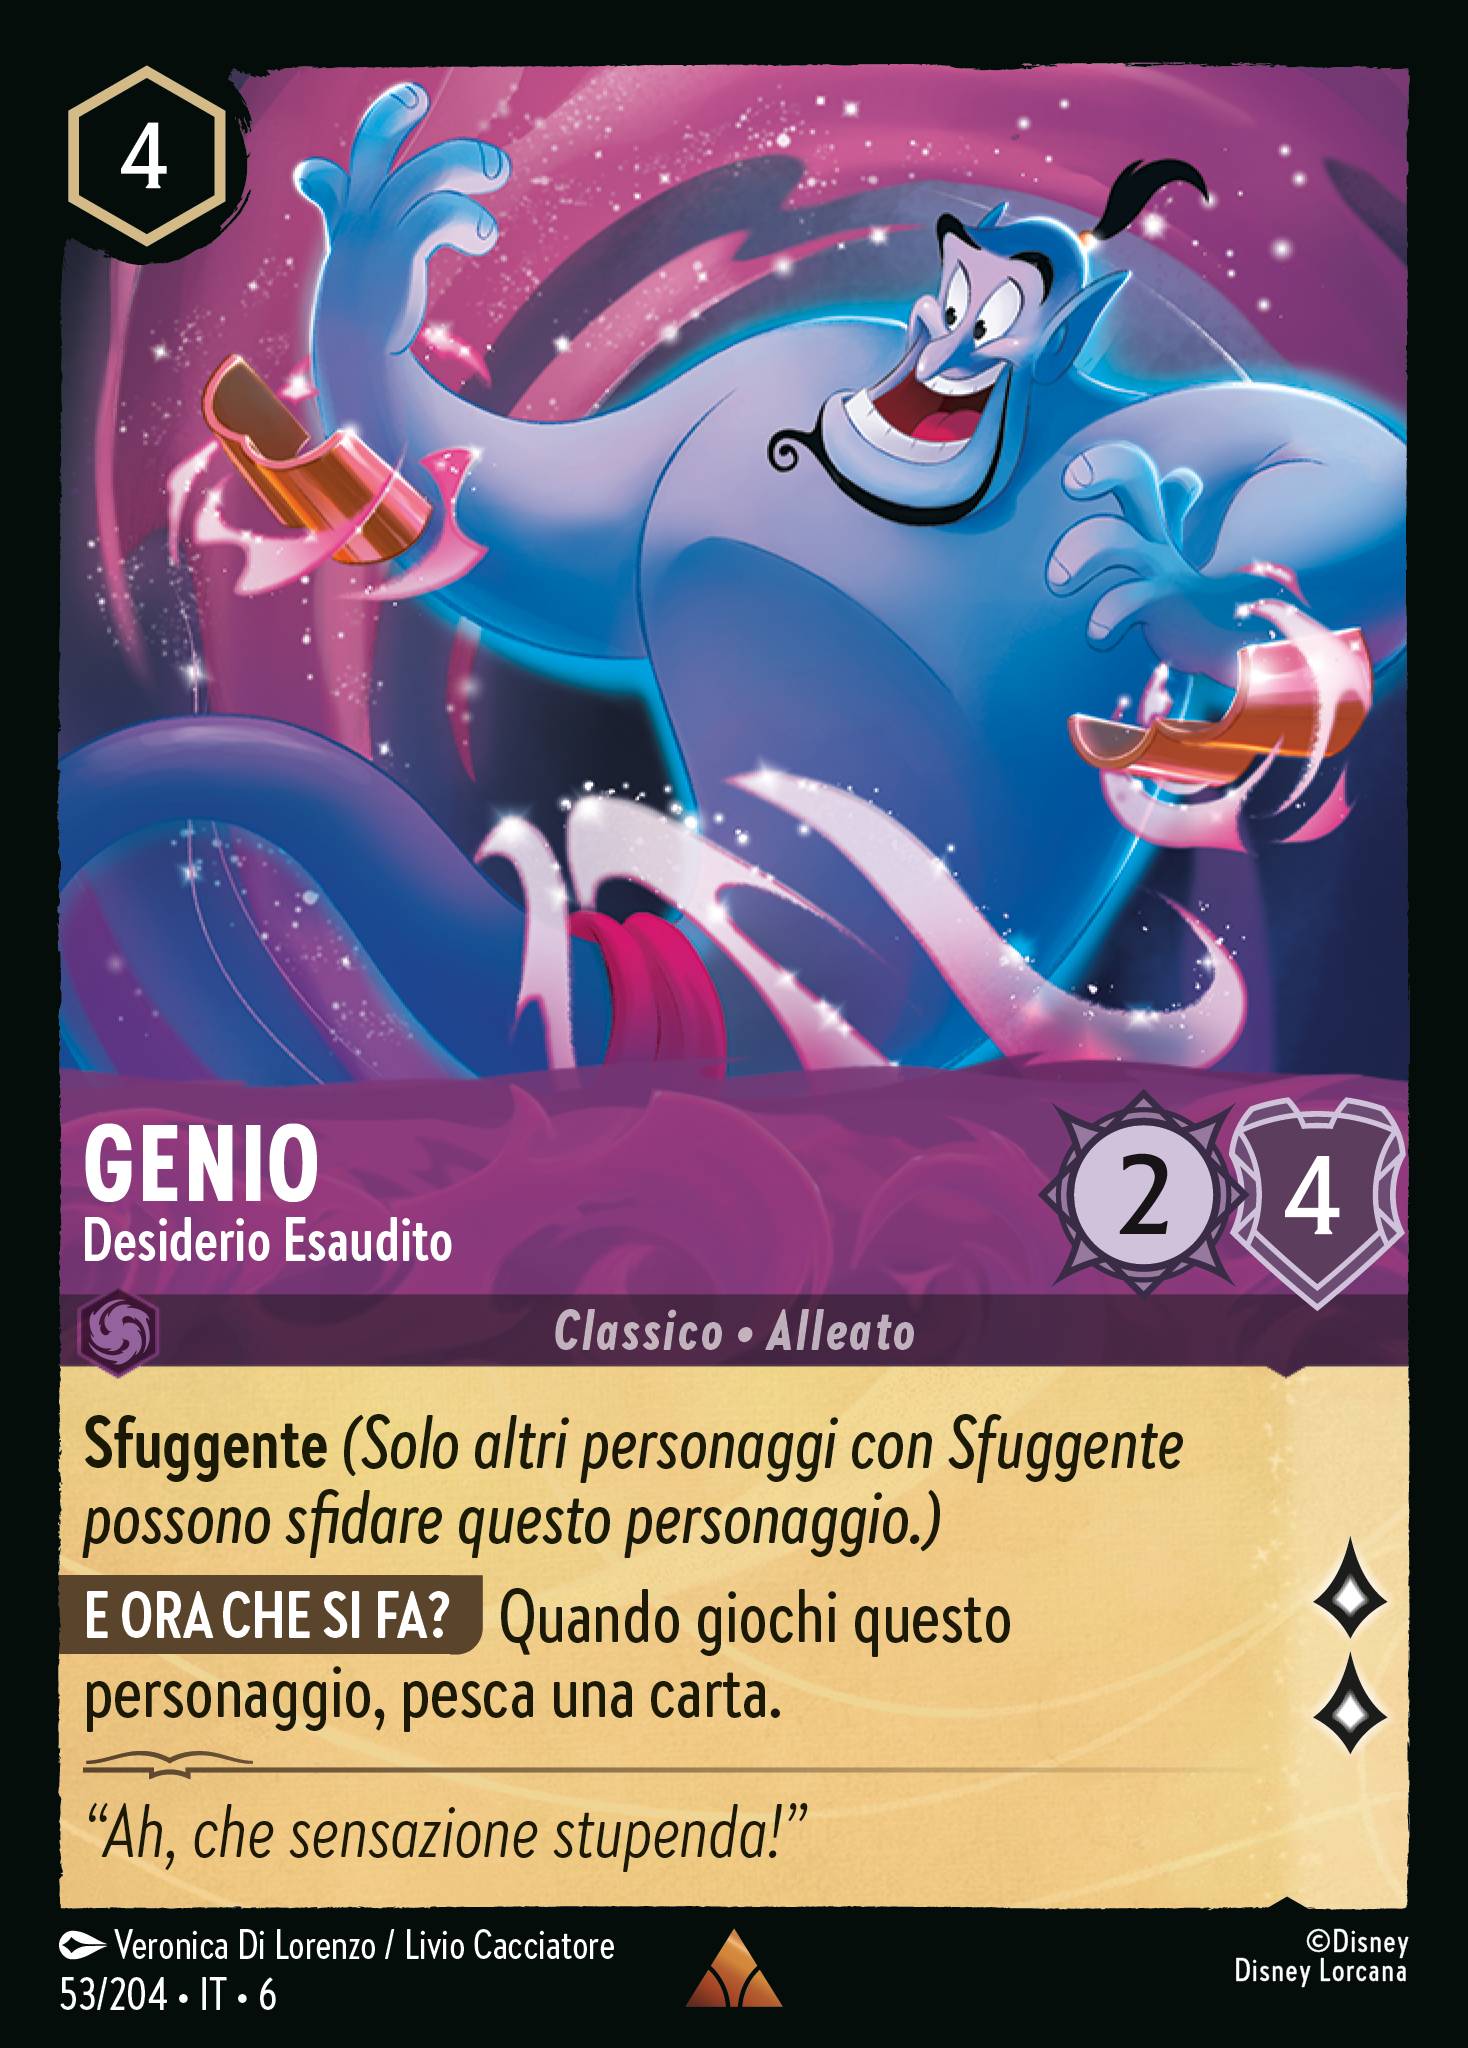 4
GENIO
Desiderio Esaudito
2
4
Classico • Alleato
Sfuggente (Solo altri personaggi con Sfuggente
possono sfidare questo personaggio.)
E ORA CHE SI FA? Quando giochi questo
personaggio, pesca una carta.
“Ah, che sensazione stupenda!”
Veronica Di Lorenzo / Livio Cacciatore
53/204 • IT • 6
©Disney
Disney Lorcana